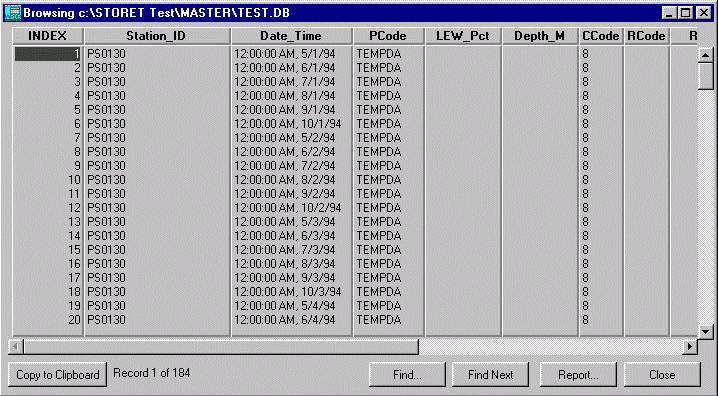 Browsing c:\STORET Test\MASTER\TEST.DB
INDEX Station_ID Date_Time PCode LEW_Pct Depth_M CCode RCode R
1 PS0130 12:00:00 AM, 5/1/94 TEMPDA 8
2 PS0130 12:00:00 AM, 6/1/94 TEMPDA 8
3 PS0130 12:00:00 AM, 7/1/94 TEMPDA 8
4 PS0130 12:00:00 AM, 8/1/94 TEMPDA 8
5 PS0130 12:00:00 AM, 9/1/94 TEMPDA 8
6 PS0130 12:00:00 AM, 10/1/94 TEMPDA 8
7 PS0130 12:00:00 AM, 5/2/94 TEMPDA 8
8 PS0130 12:00:00 AM, 6/2/94 TEMPDA 8
9 PS0130 12:00:00 AM, 7/2/94 TEMPDA 8
10 PS0130 12:00:00 AM, 8/2/94 TEMPDA 8
11 PS0130 12:00:00 AM, 9/2/94 TEMPDA 8
12 PS0130 12:00:00 AM, 10/2/94 TEMPDA 8
13 PS0130 12:00:00 AM, 5/3/94 TEMPDA 8
14 PS0130 12:00:00 AM, 6/3/94 TEMPDA 8
15 PS0130 12:00:00 AM, 7/3/94 TEMPDA 8
16 PS0130 12:00:00 AM, 8/3/94 TEMPDA 8
17 PS0130 12:00:00 AM, 9/3/94 TEMPDA 8
18 PS0130 12:00:00 AM, 10/3/94 TEMPDA 8
19 PS0130 12:00:00 AM, 5/4/94 TEMPDA 8
20 PS0130 12:00:00 AM, 6/4/94 TEMPDA 8
Copy to Clipboard Record 1 of 184 Find... Find Next Report... Close